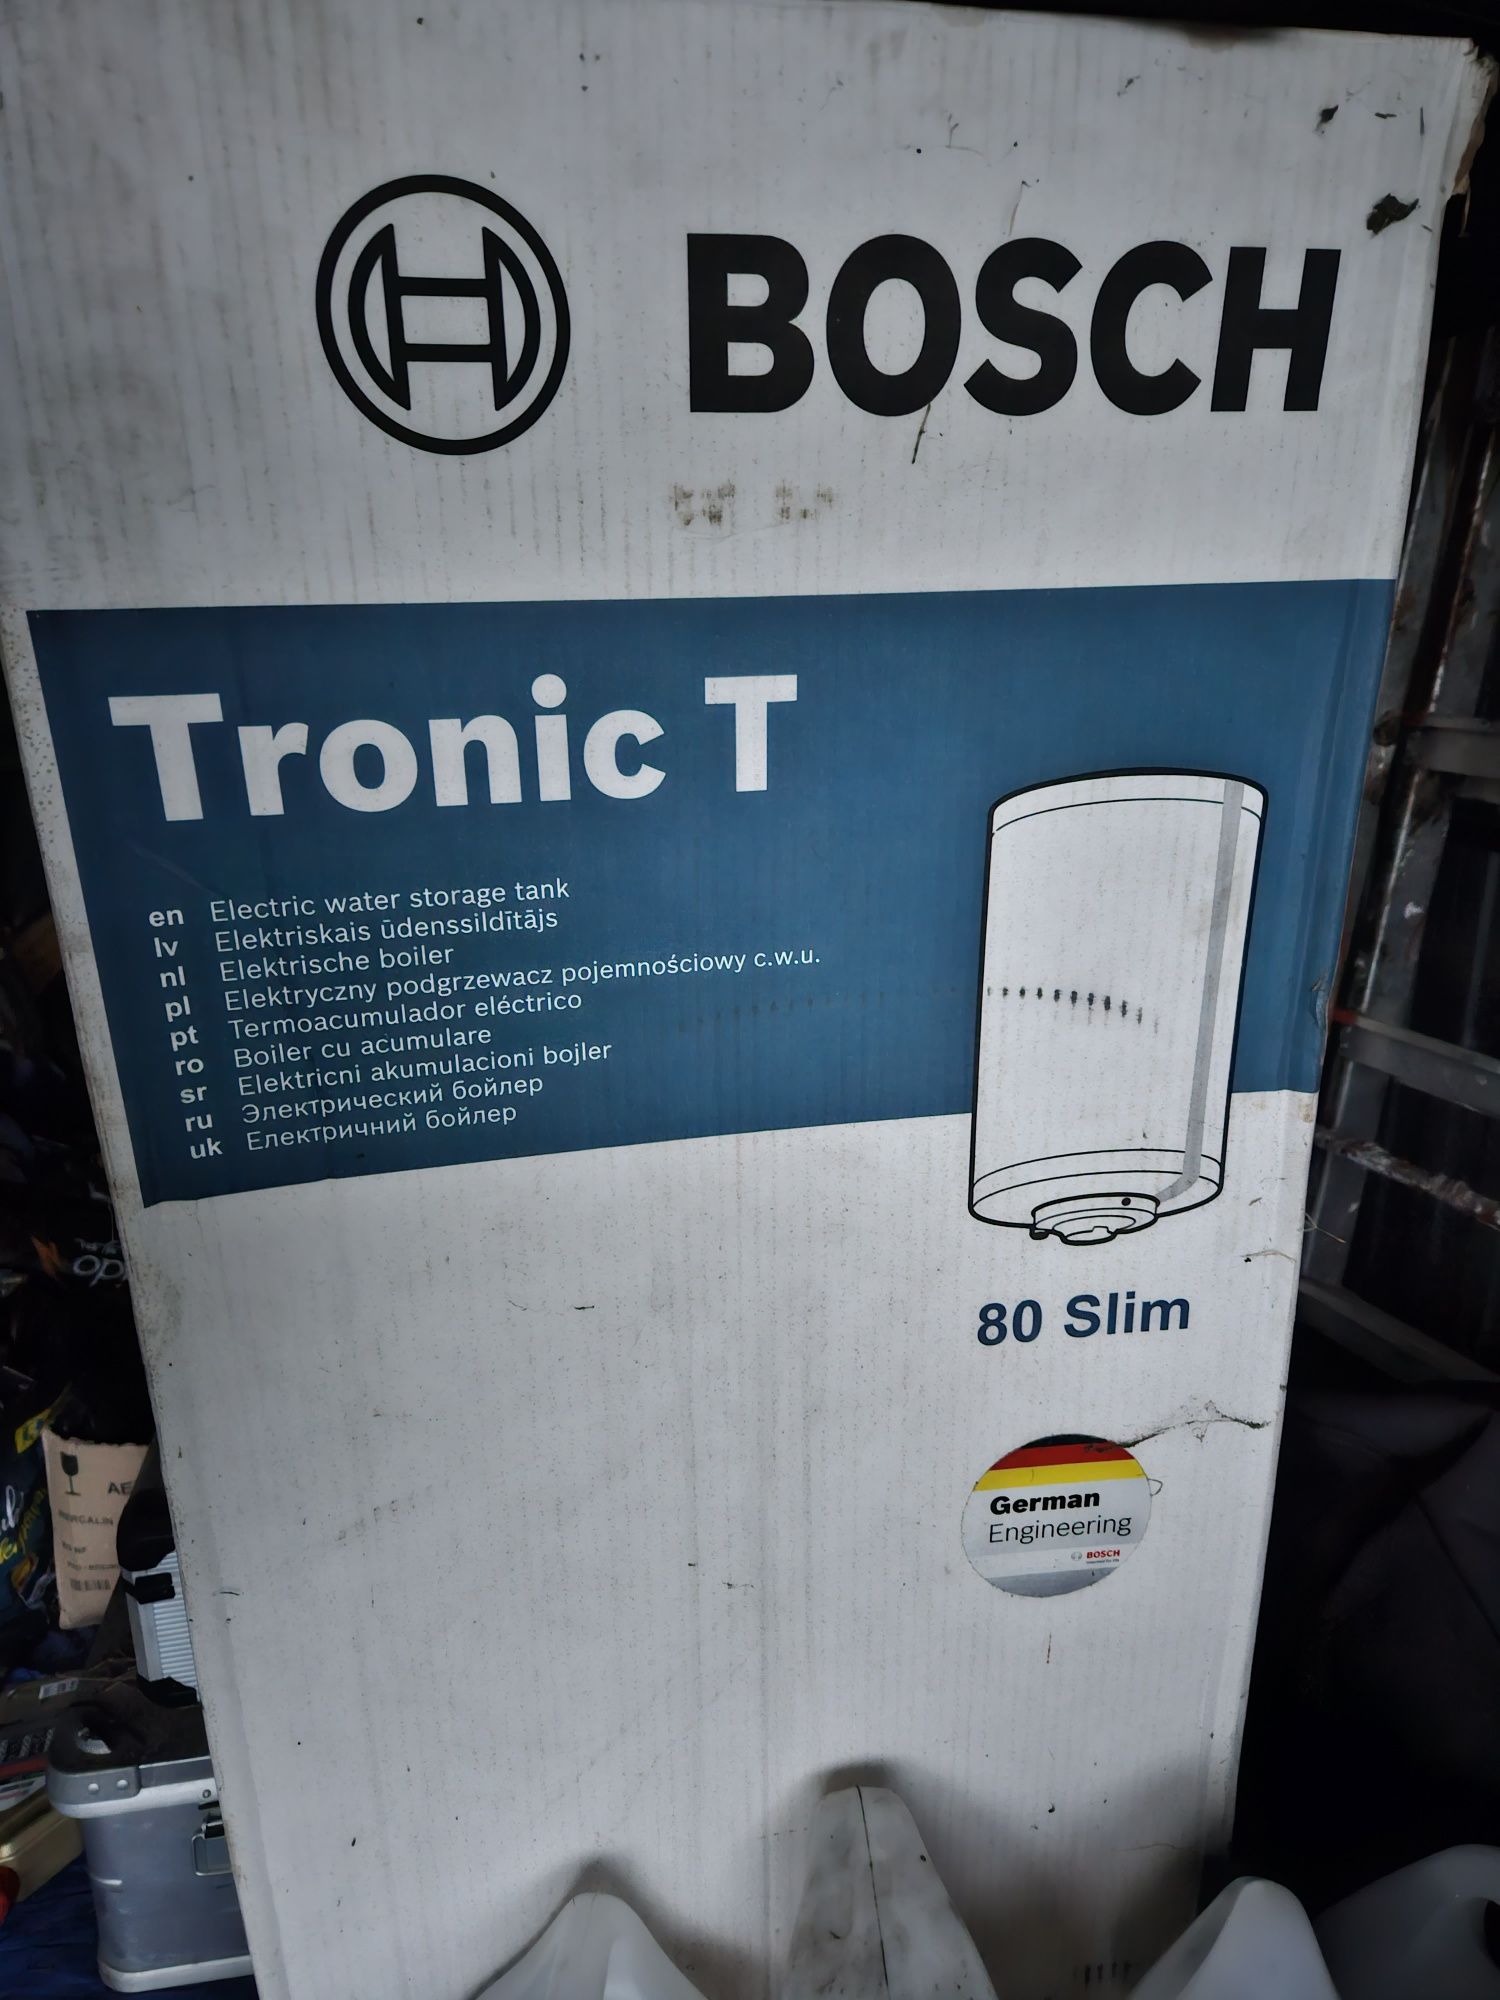 BOSCH
Tronic T
en Electric water storage tank
lv Elektriskais ūdenssildītājs
nl Elektrische boiler
pl Elektryczny podgrzewacz pojemnościowy c.w.u.
pt Termoacumulador eléctrico
ro Boiler cu acumulare
sr Elektricni akumulacioni bojler
ru Электрический бойлер
uk Електричний бойлер
80 Slim
German
Engineering
BOSCH